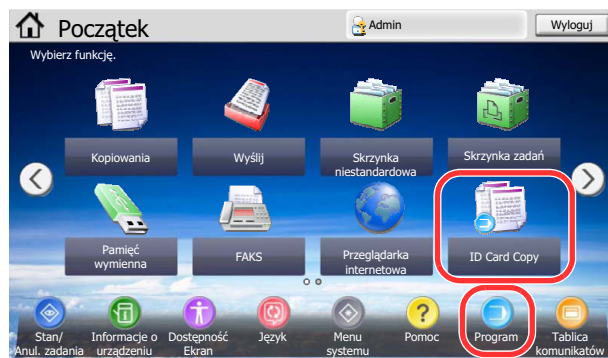 Początek
Admin
Wyloguj
Wybierz funkcję.
Kopiowania
Wyślij
Skrzynka
niestandardowa
Skrzynka zadań
Pamięć
wymienna
FAKS
Przeglądarka
internetowa
ID Card Copy
Stan/
Anul. zadania
Informacje o
urządzeniu
Dostępność
Ekran
Język
Menu
systemu
Pomoc
Program
Tablica
komunikatów